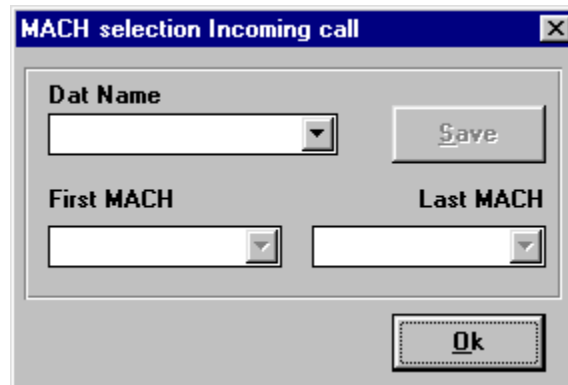 MACH selection Incoming call
Dat Name
Save
First MACH Last MACH
Ok